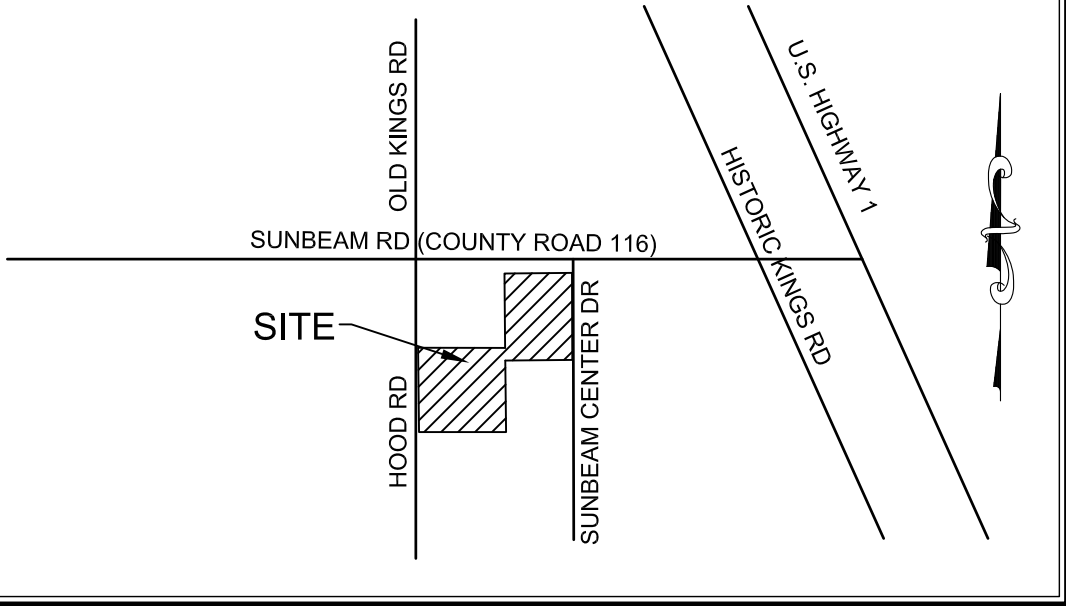 OLD KINGS RD
U.S. HIGHWAY 1
HISTORIC KINGS RD
SUNBEAM RD (COUNTY ROAD 116)
SITE
HOOD RD
SUNBEAM CENTER DR